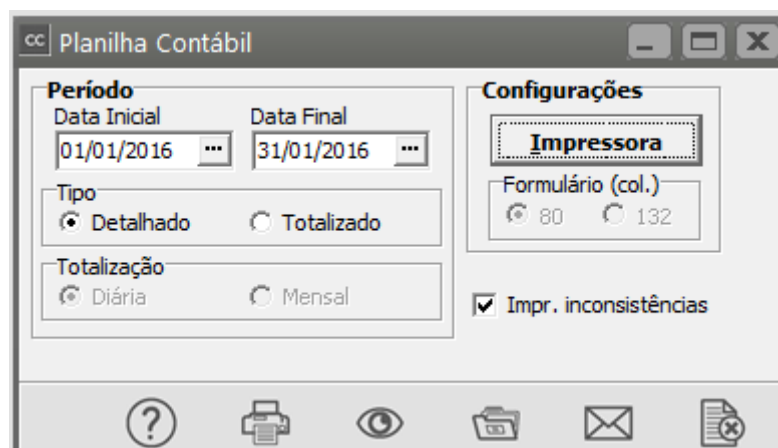 cc Planilha Contábil
Período
Data Inicial Data Final
01/01/2016 ... 31/01/2016 ...
Tipo
Detalhado Totalizado
Totalização
Diária Mensal
Configurações
Impressora
Formulário (col.)
80 132
Impr. inconsistências
?